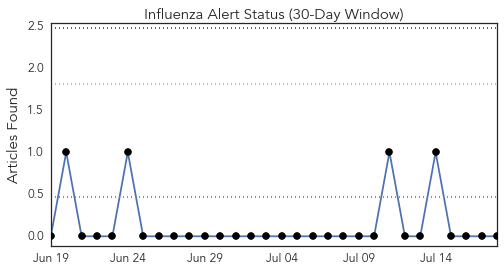 Influenza Alert Status (30-Day Window)
Articles Found
2.5
2.0
1.5
1.0
0.5
0.0
Jun 19
Jun 24
Jun 29
Jul 04
Jul 09
Jul 14